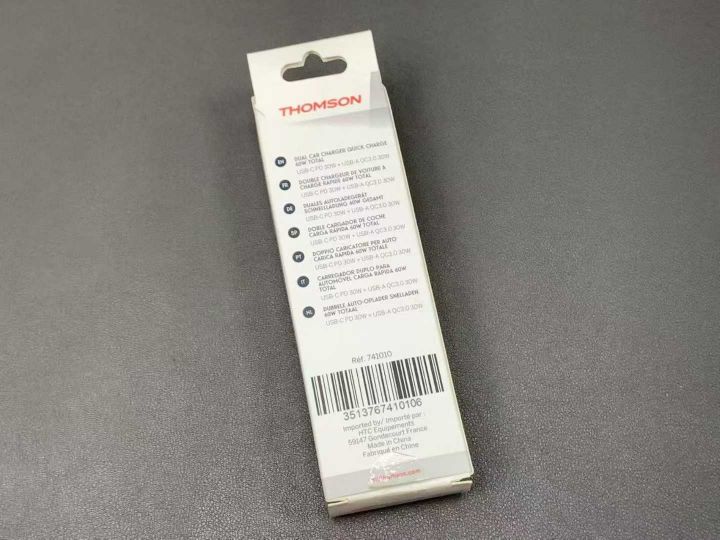 THOMSON
EN
DUAL CAR CHARGER QUICK CHARGE
60W TOTAL
USB-C PD 30W + USB-A QC3.0 30W
FR
DOUBLE CHARGEUR DE VOITURE À
CHARGE RAPIDE 60W TOTAL
USB-C PD 30W + USB-A QC3.0 30W
DE
DUALES AUTOLADEGERÄT
SCHNELLLADUNG 60W GESAMT
USB-C PD 30W + USB-A QC3.0 30W
SP
DOBLE CARGADOR DE COCHE
CARGA RÁPIDA 60W TOTAL
USB-C PD 30W + USB-A QC3.0 30W
PT
DOPPIO CARICATORE PER AUTO
CARICA RAPIDA 60W TOTALE
USB-C PD 30W + USB-A QC3.0 30W
IT
CARREGADOR DUPLO PARA
AUTOMÓVEL CARGA RÁPIDA 60W
TOTAL
USB-C PD 30W + USB-A QC3.0 30W
NL
DUBBELE AUTO-OPLADER SNELLADEN
60W TOTAAL
USB-C PD 30W + USB-A QC3.0 30W
Réf. 741010
3513767410106
Imported by/ Importé par :
HTC Equipements
59147 Gondecourt France
Made in China
Fabriqué en Chine